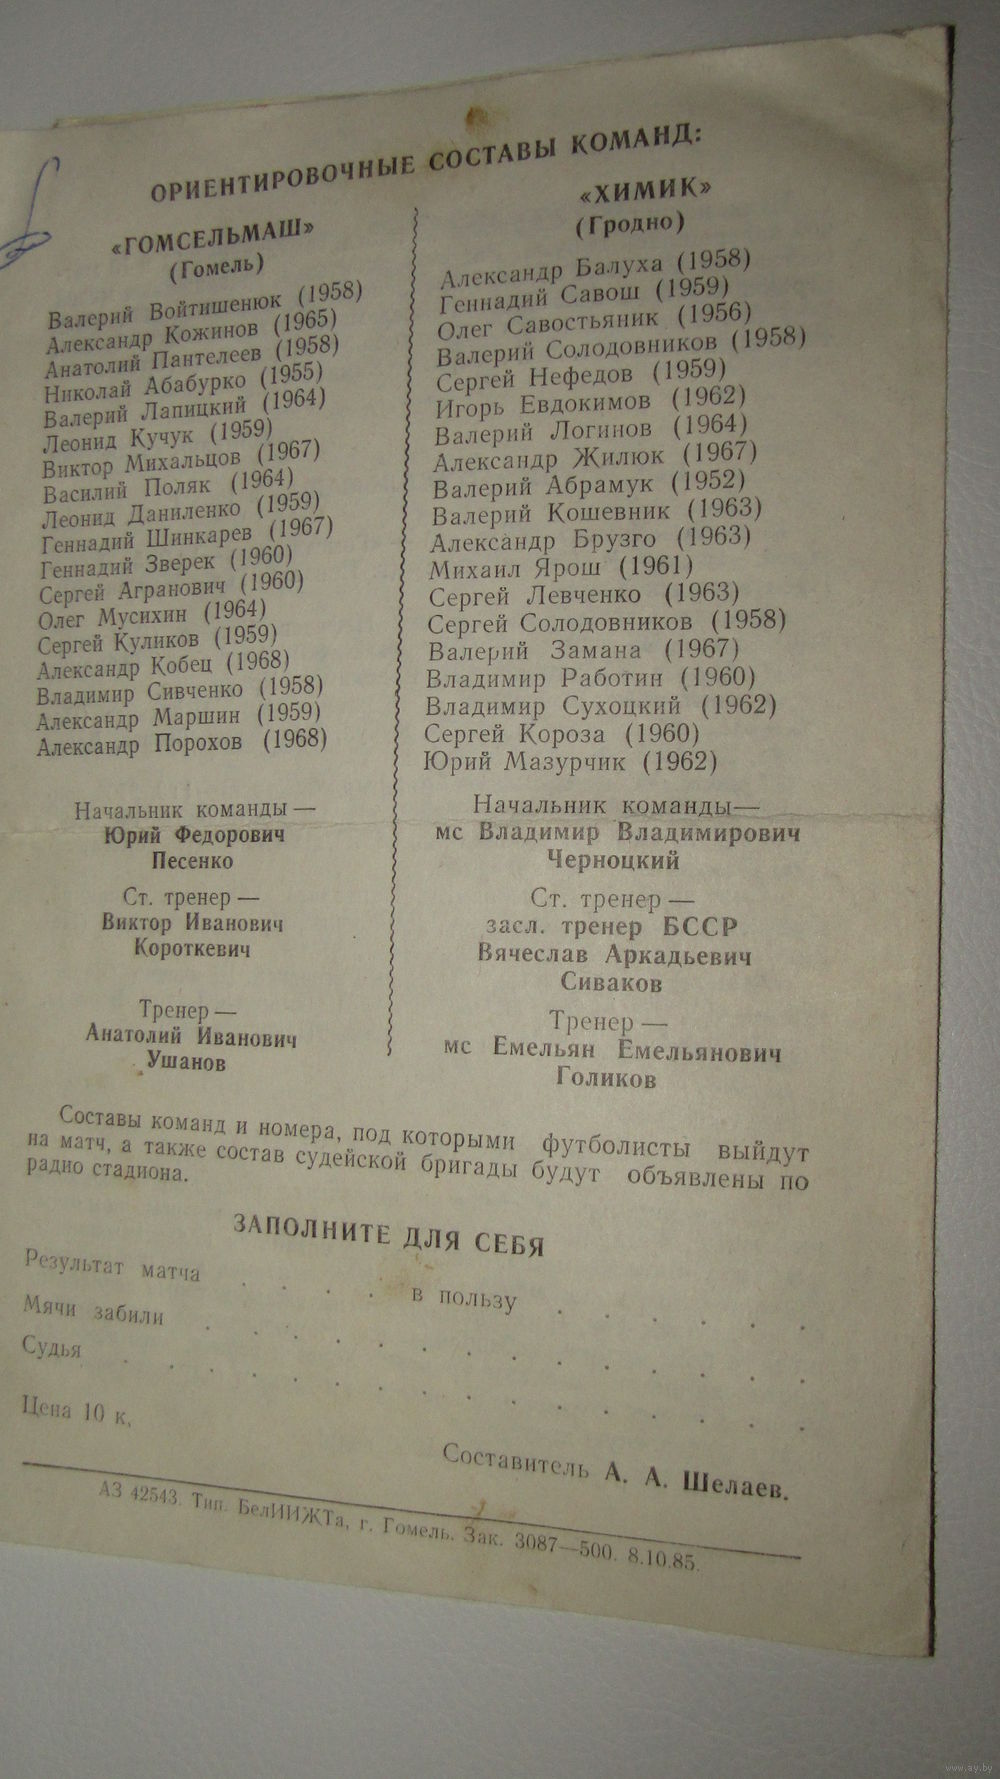 ОРИЕНТИРОВОЧНЫЕ СОСТАВЫ КОМАНД:
«ГОМСЕЛЬМАШ»
(Гомель)
Валерий Войтишенюк (1958)
Александр Кожинов (1965)
Анатолий Пантелеев (1958)
Николай Абабурко (1955)
Валерий Лапицкий (1964)
Леонид Кучук (1959)
Виктор Михальцов (1967)
Василий Поляк (1964)
Леонид Даниленко (1959)
Геннадий Шинкарев (1967)
Геннадий Зверек (1960)
Сергей Агранович (1960)
Олег Мусихин (1964)
Сергей Куликов (1959)
Александр Кобец (1968)
Владимир Сивченко (1958)
Александр Маршин (1959)
Александр Порохов (1968)
Начальник команды —
Юрий Федорович
Песенко
Ст. тренер —
Виктор Иванович
Короткевич
Тренер —
Анатолий Иванович
Ушанов
«ХИМИК»
(Гродно)
Александр Балуха (1958)
Геннадий Савош (1959)
Олег Савостьяник (1956)
Валерий Солодовников (1958)
Сергей Нефедов (1959)
Игорь Евдокимов (1962)
Валерий Логинов (1964)
Александр Жилюк (1967)
Валерий Абрамук (1952)
Валерий Кошевник (1963)
Александр Брузго (1963)
Михаил Ярош (1961)
Сергей Левченко (1963)
Сергей Солодовников (1958)
Валерий Замана (1967)
Владимир Работин (1960)
Владимир Сухоцкий (1962)
Сергей Короза (1960)
Юрий Мазурчик (1962)
Начальник команды—
мс Владимир Владимирович
Черноцкий
Ст. тренер —
засл. тренер БССР
Вячеслав Аркадьевич
Сиваков
Тренер —
мс Емельян Емельянович
Голиков
Составы команд и номера, под которыми футболисты выйдут
на матч, а также состав судейской бригады будут объявлены по
радио стадиона.
ЗАПОЛНИТЕ ДЛЯ СЕБЯ
Результат матча . . . . в пользу . . . . . .
Мячи забили . . . . . . . . . . . . . .
Судья . . . . . . . . . . . . . . . .
Цена 10 к,
Составитель А. А. Шелаев.
АЗ 42543. Тип. БелИИЖТа, г. Гомель. Зак. 3087—500. 8.10.85.
www.ay.by